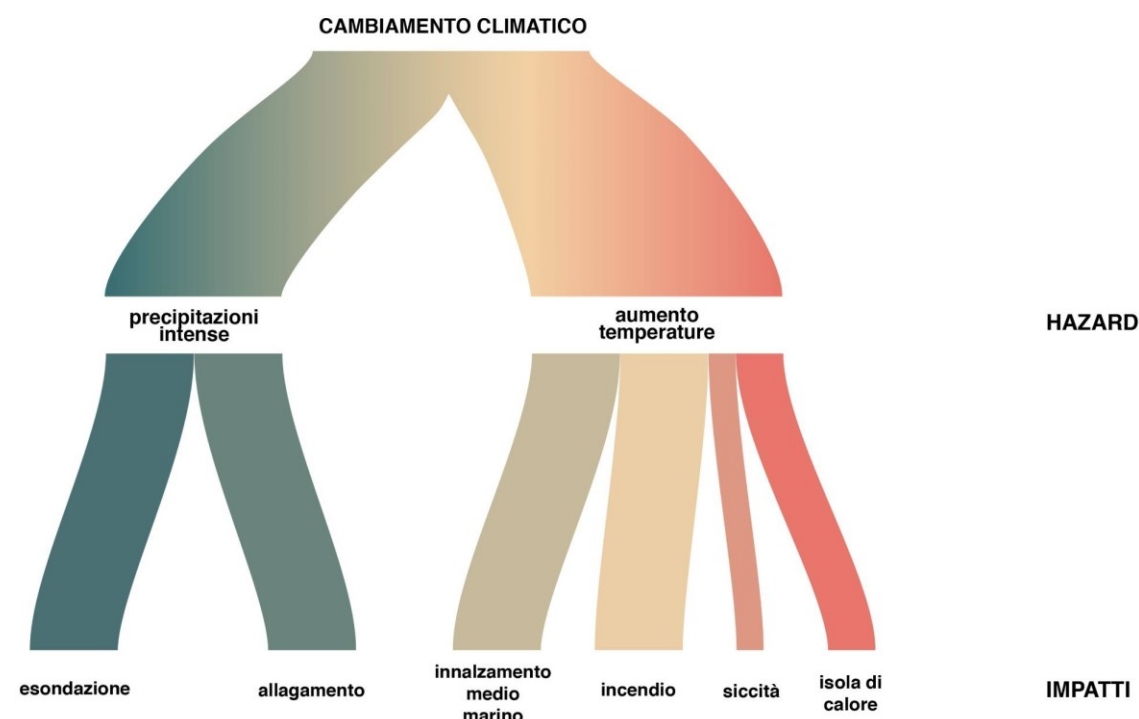 CAMBIAMENTO CLIMATICO
precipitazioni
intense
aumento
temperature
HAZARD
esondazione
allagamento
innalzamento
medio
marino
incendio
siccità
isola di
calore
IMPATTI